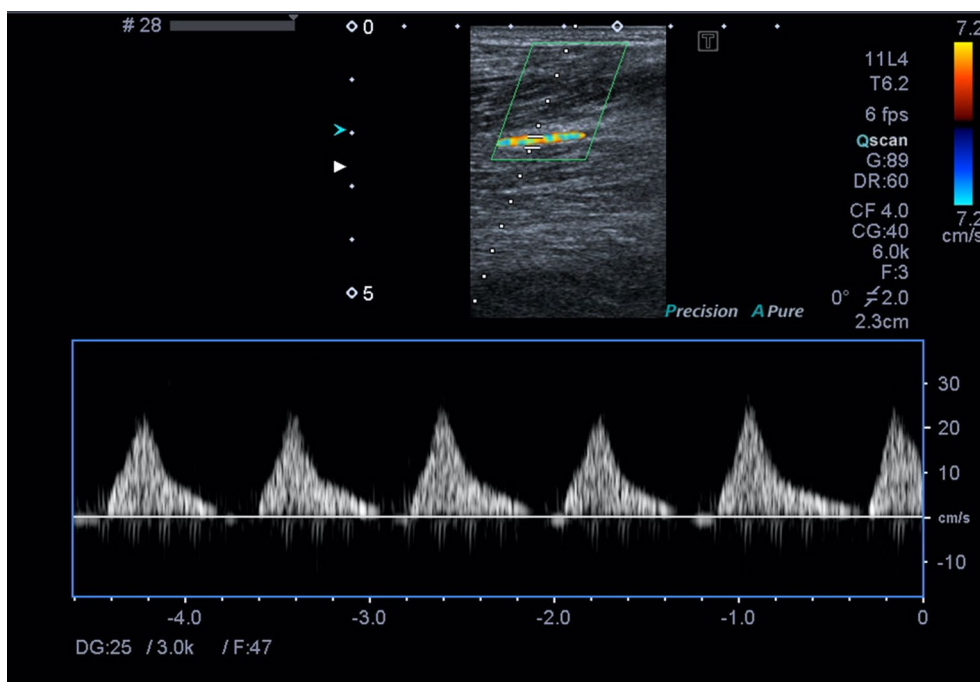 # 28
0
T
7.2
11L4
T6.2
6 fps
Qscan
G:89
DR:60
CF 4.0
CG:40
6.0k
F:3
0° 2.0
2.3cm
7.2
cm/s
5
Precision A Pure
30
20
10
cm/s
-10
-4.0 -3.0 -2.0 -1.0 0
DG:25 / 3.0k / F:47